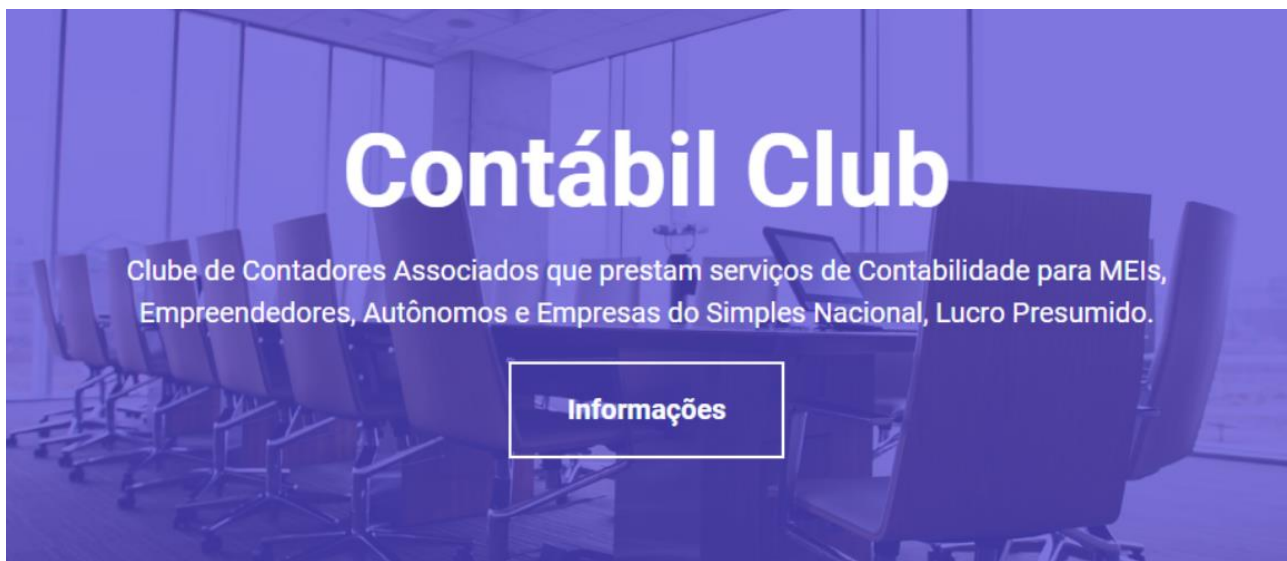 Contábil Club
Clube de Contadores Associados que prestam serviços de Contabilidade para MEIs,
Empreendedores, Autônomos e Empresas do Simples Nacional, Lucro Presumido.
Informações